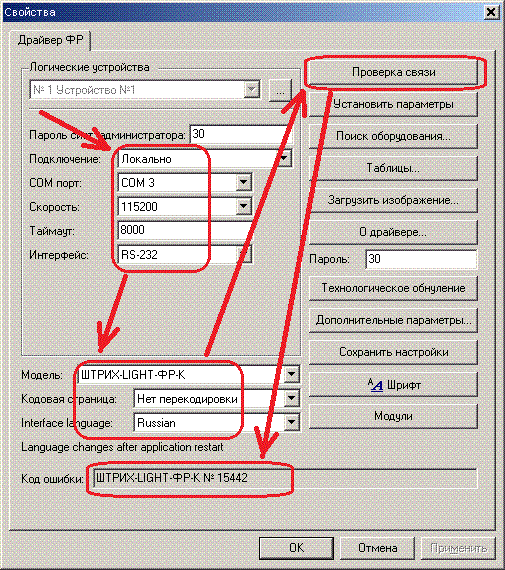 Свойства
Драйвер ФР
Логические устройства
№ 1 Устройство №1
...
Пароль сист. администратора: 30
Подключение: Локально
COM порт: COM 3
Скорость: 115200
Таймаут: 8000
Интерфейс: RS-232
Модель: ШТРИХ-LIGHT-ФР-К
Кодовая страница: Нет перекодировки
Interface language: Russian
Language changes after application restart
Код ошибки: ШТРИХ-LIGHT-ФР-К № 15442
Проверка связи
Установить параметры
Поиск оборудования...
Таблицы...
Загрузить изображение...
О драйвере...
Пароль: 30
Технологическое обнуление
Дополнительные параметры...
Сохранить настройки
Шрифт
Модули
OK
Отмена
Применить